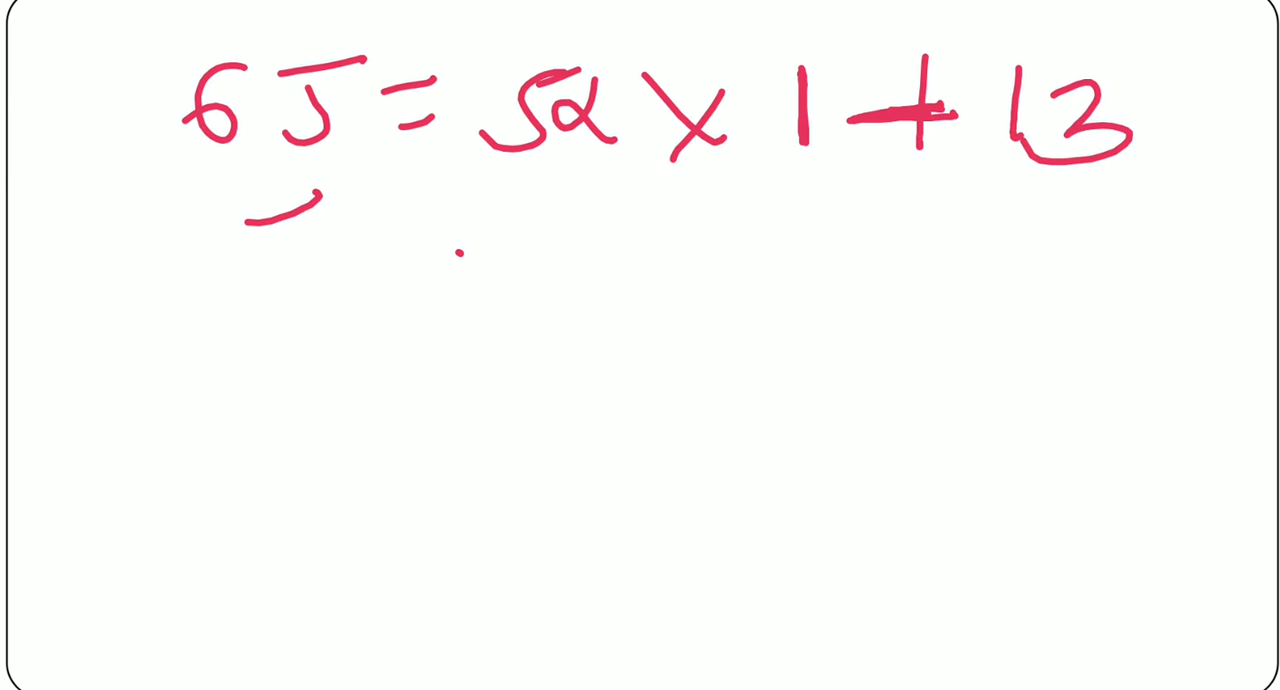 65 = 52 × 1 + 13